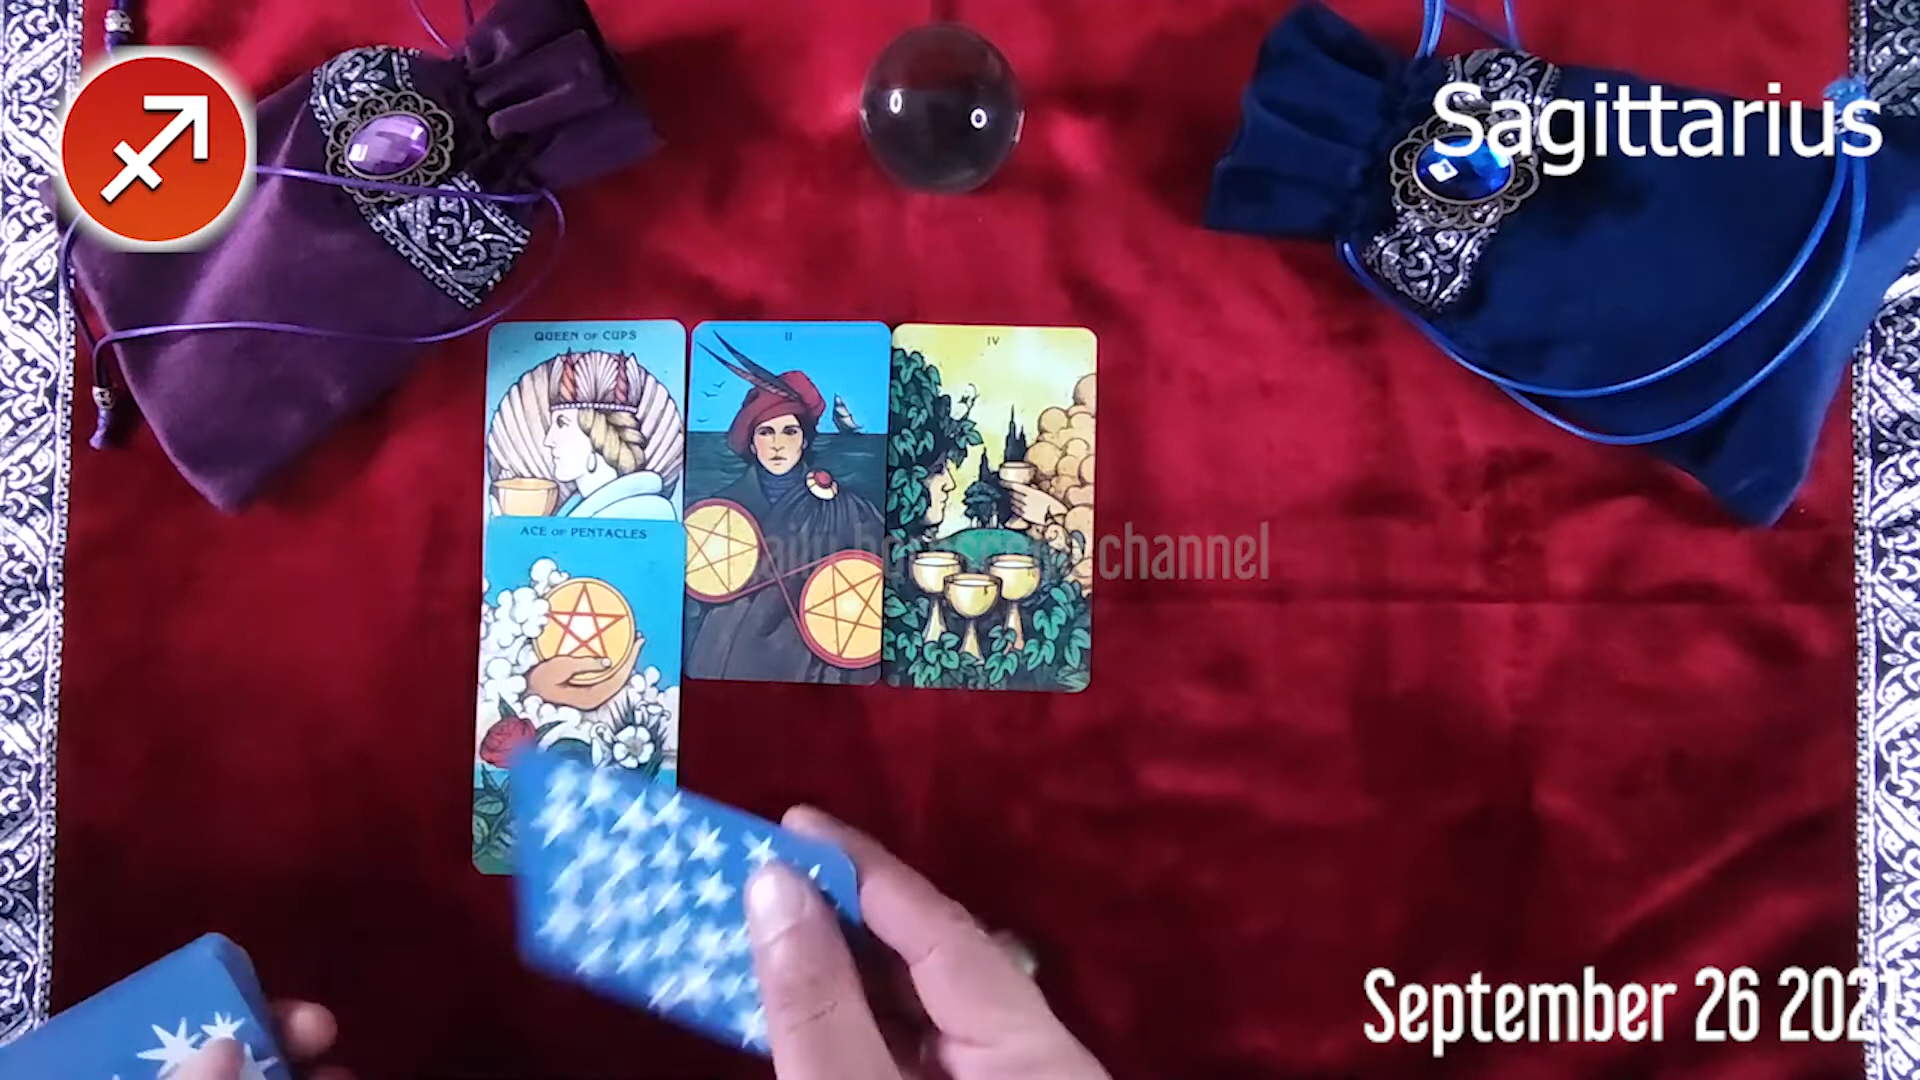 Sagittarius
QUEEN OF CUPS
II
IV
ACE OF PENTACLES
channel
September 26 2021